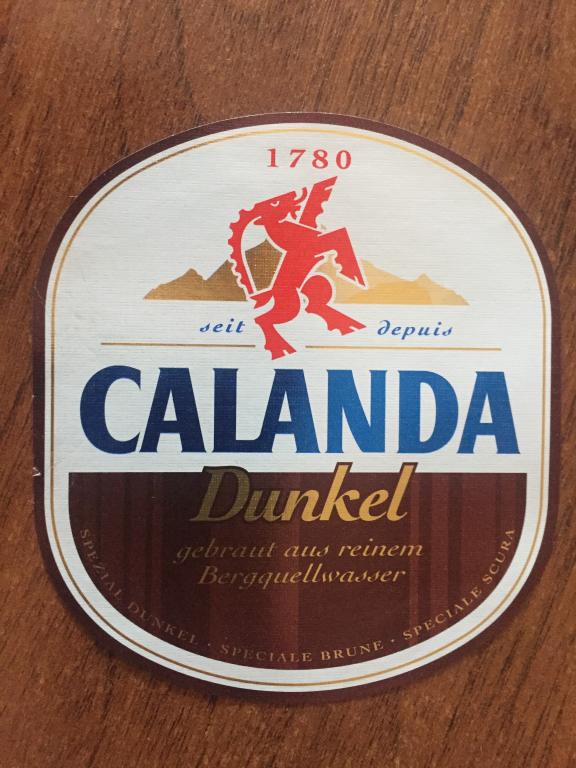 1780
seit depuis
CALANDA
Dunkel
gebraut aus reinem
Bergquellwasser
SPEZIAL DUNKEL · SPECIALE BRUNE · SPECIALE SCURA